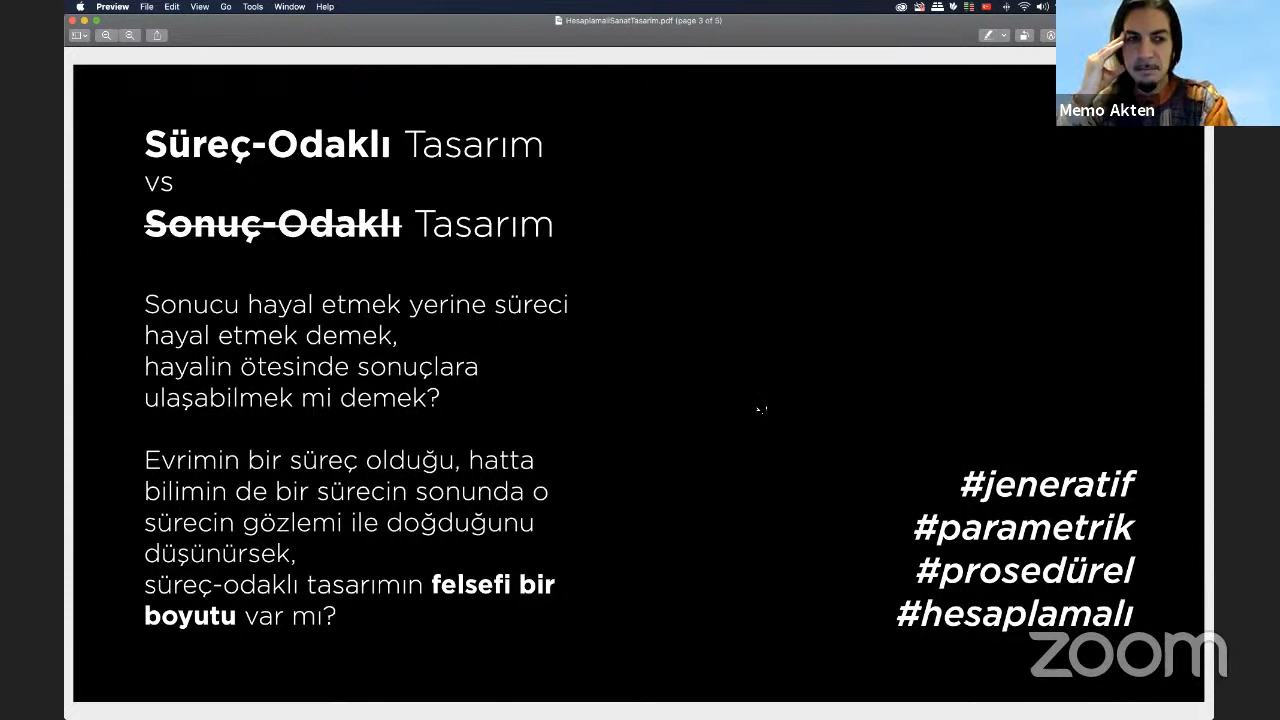 Preview File Edit View Go Tools Window Help
HesaplamaliSanatTasarim.pdf (page 3 of 5)
Memo Akten
Süreç-Odaklı Tasarım
vs
Sonuç-Odaklı Tasarım
Sonucu hayal etmek yerine süreci
hayal etmek demek,
hayalin ötesinde sonuçlara
ulaşabilmek mi demek?
Evrimin bir süreç olduğu, hatta
bilimin de bir sürecin sonunda o
sürecin gözlemi ile doğduğunu
düşünürsek,
süreç-odaklı tasarımın felsefi bir
boyutu var mı?
#jeneratif
#parametrik
#prosedürel
#hesaplamalı
zoom